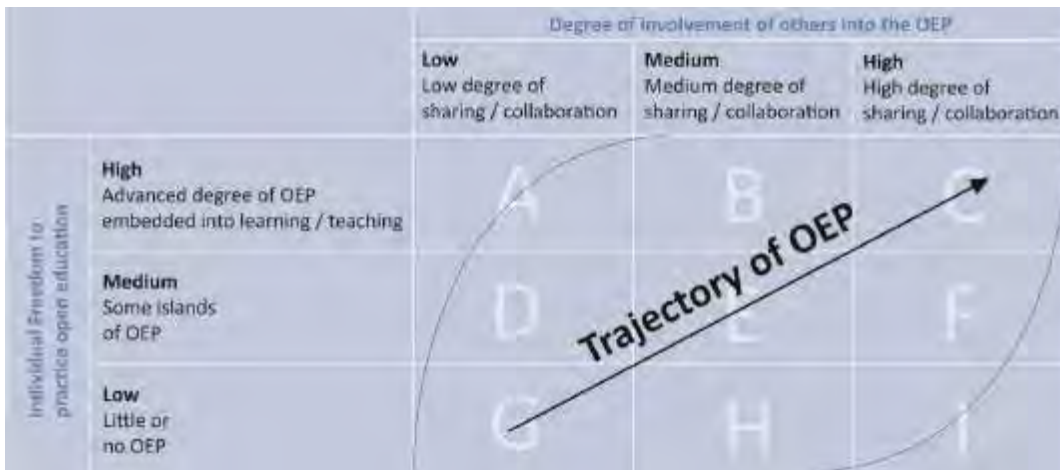 Degree of involvement of others into the OEP
Low
Low degree of
sharing / collaboration
Medium
Medium degree of
sharing / collaboration
High
High degree of
sharing / collaboration
Individual Freedom to
practice open education
High
Advanced degree of OEP
embedded into learning / teaching
A
B
C
Medium
Some islands
of OEP
D
E
F
Trajectory of OEP
Low
Little or
no OEP
G
H
I